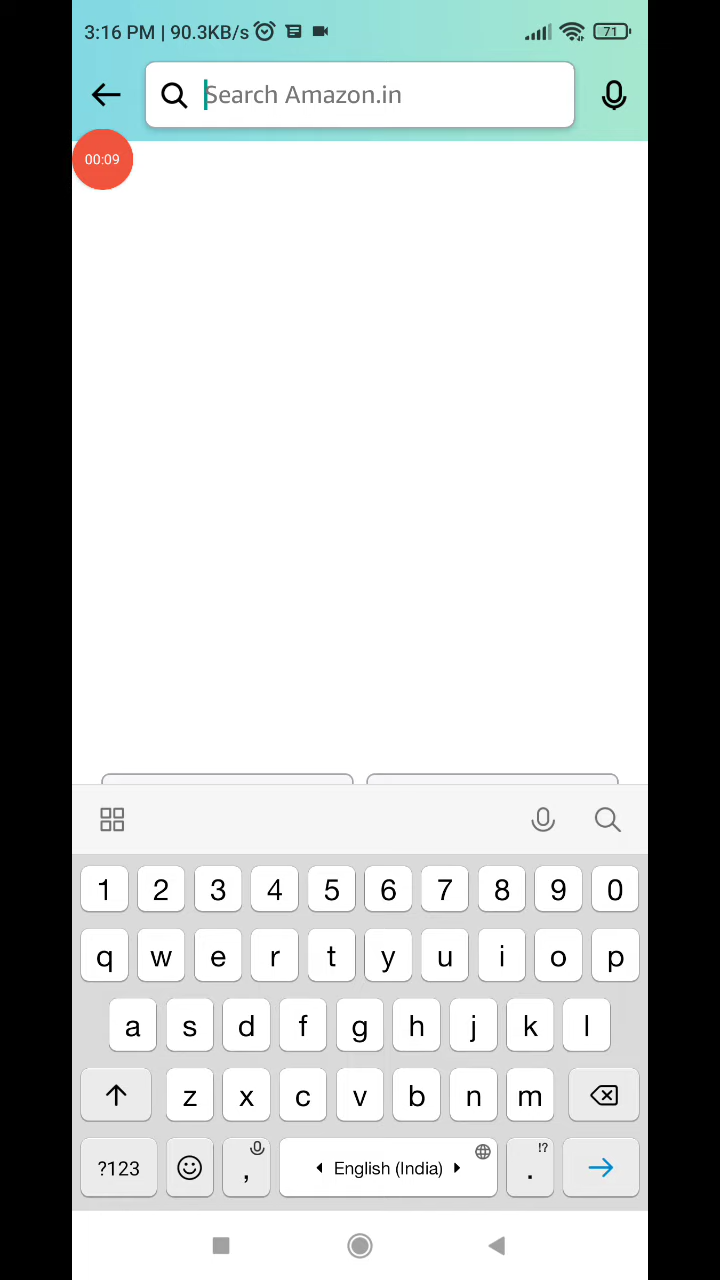 3:16 PM | 90.3KB/s 71
Search Amazon.in
00:09
1 2 3 4 5 6 7 8 9 0
q w e r t y u i o p
a s d f g h j k l
z x c v b n m
?123 , English (India) . !?